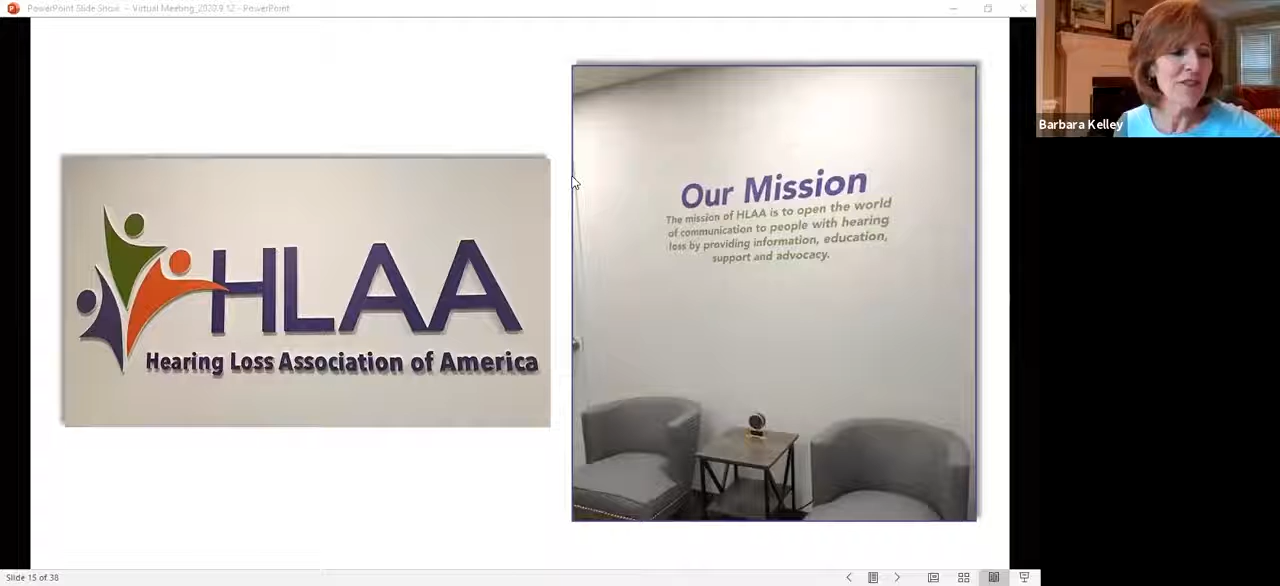 PowerPoint Slide Show - Virtual Meeting_2020.9.12 - PowerPoint
Barbara Kelley
HLAA
Hearing Loss Association of America
Our Mission
The mission of HLAA is to open the world
of communication to people with hearing
loss by providing information, education,
support and advocacy.
Slide 15 of 38